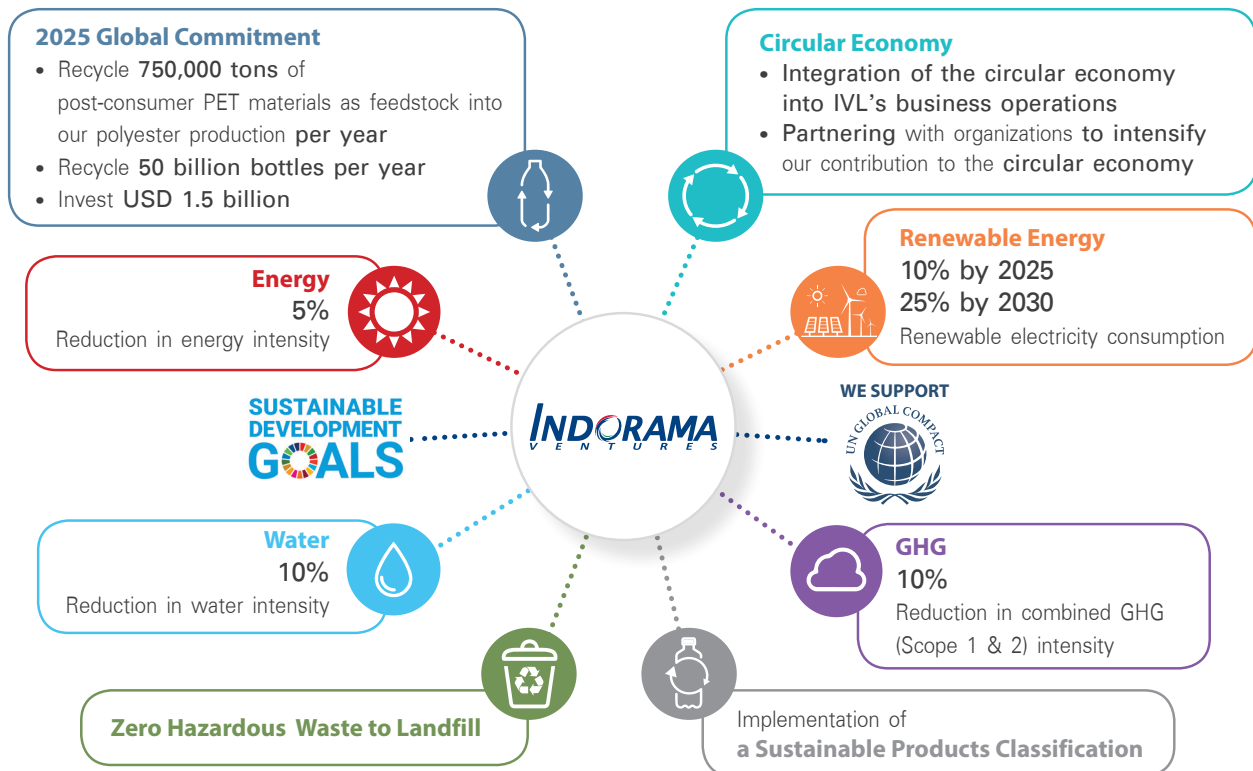 2025 Global Commitment
• Recycle 750,000 tons of
post-consumer PET materials as feedstock into
our polyester production per year
• Recycle 50 billion bottles per year
• Invest USD 1.5 billion
Circular Economy
• Integration of the circular economy
into IVL's business operations
• Partnering with organizations to intensify
our contribution to the circular economy
Energy
5%
Reduction in energy intensity
Renewable Energy
10% by 2025
25% by 2030
Renewable electricity consumption
SUSTAINABLE
DEVELOPMENT
GOALS
INDORAMA
VENTURES
WE SUPPORT
UN GLOBAL COMPACT
Water
10%
Reduction in water intensity
GHG
10%
Reduction in combined GHG
(Scope 1 & 2) intensity
Zero Hazardous Waste to Landfill
Implementation of
a Sustainable Products Classification